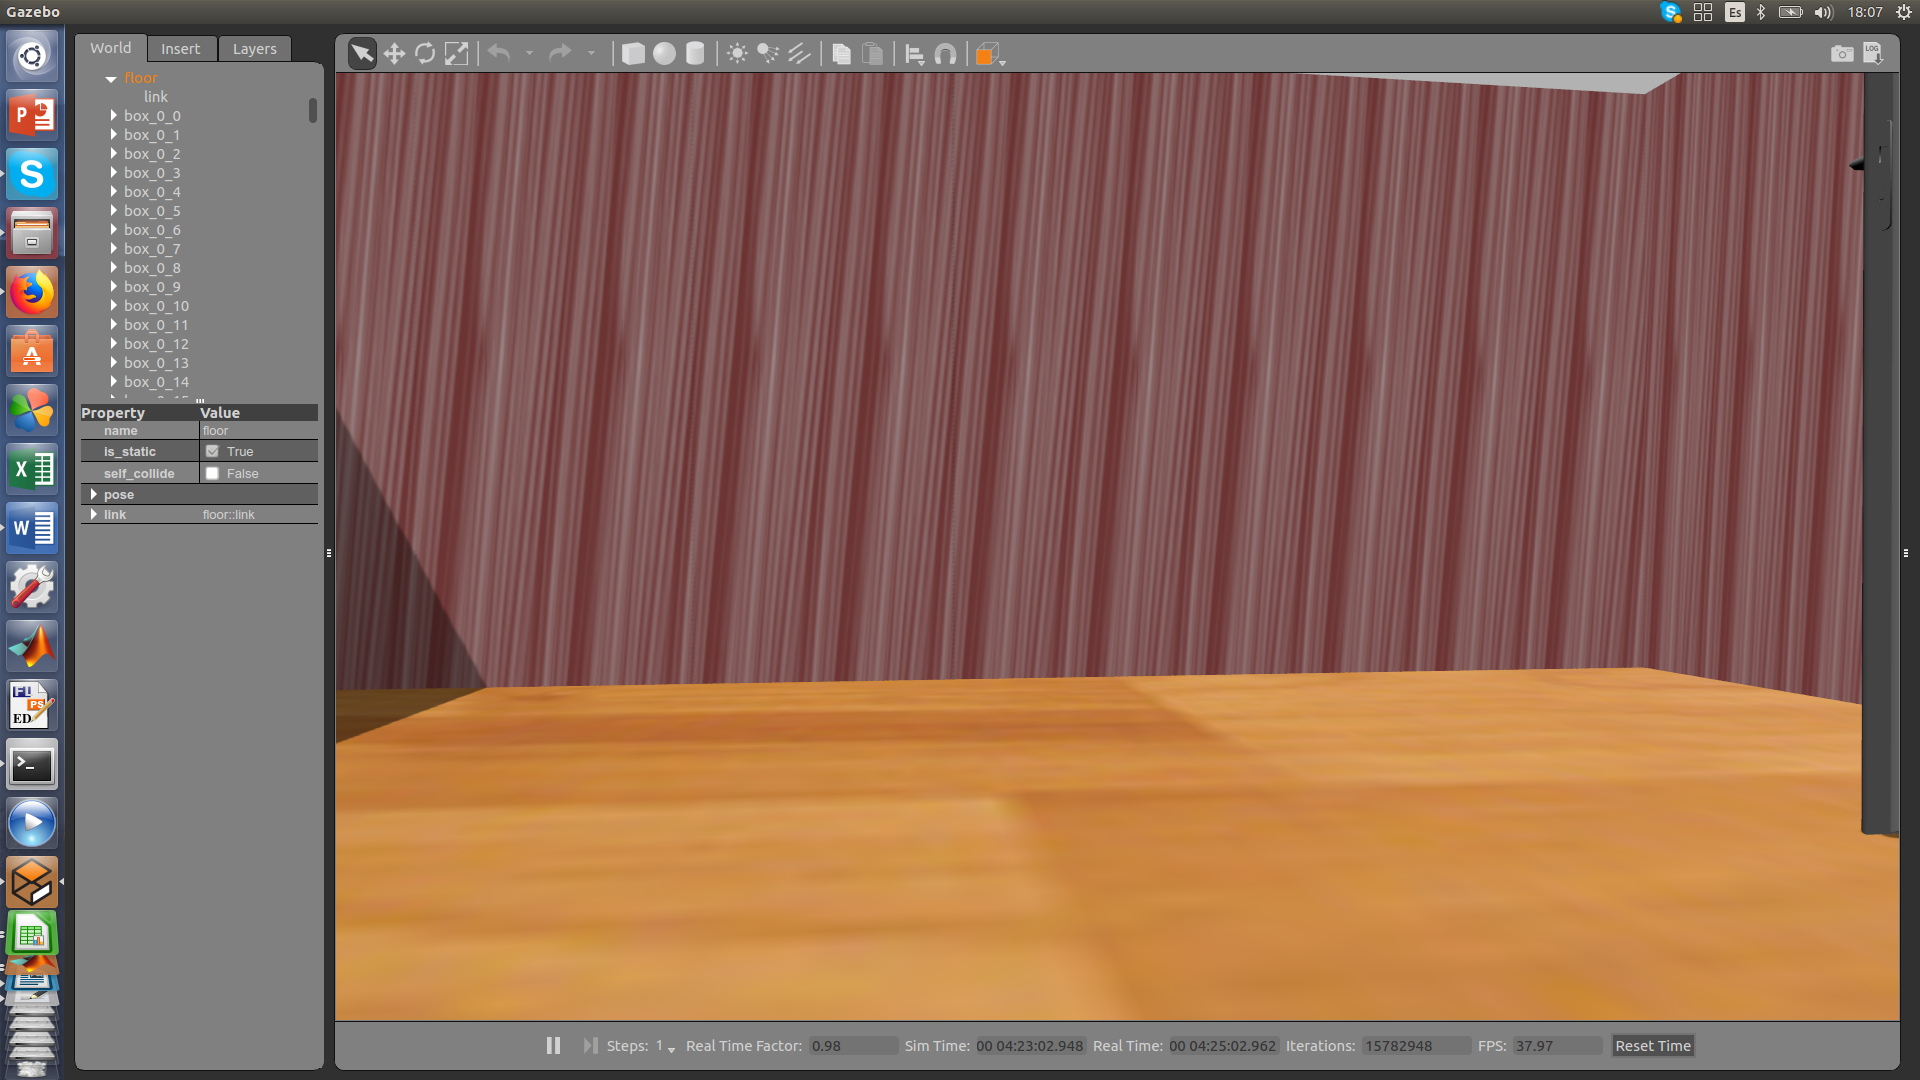 Gazebo
Es
18:07
World
Insert
Layers
LOG
floor
link
box_0_0
box_0_1
box_0_2
box_0_3
box_0_4
box_0_5
box_0_6
box_0_7
box_0_8
box_0_9
box_0_10
box_0_11
box_0_12
box_0_13
box_0_14
Property Value
name floor
is_static True
self_collide False
pose
link floor::link
Steps: 1 Real Time Factor: 0.98 Sim Time: 00 04:23:02.948 Real Time: 00 04:25:02.962 Iterations: 15782948 FPS: 37.97 Reset Time